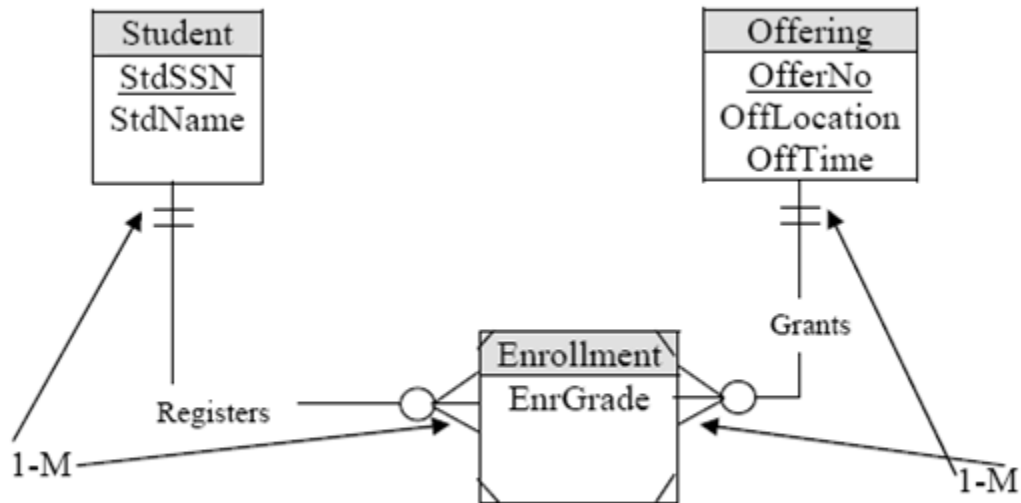 Student
StdSSN
StdName
Offering
OfferNo
OffLocation
OffTime
Registers
Enrollment
EnrGrade
Grants
1-M
1-M